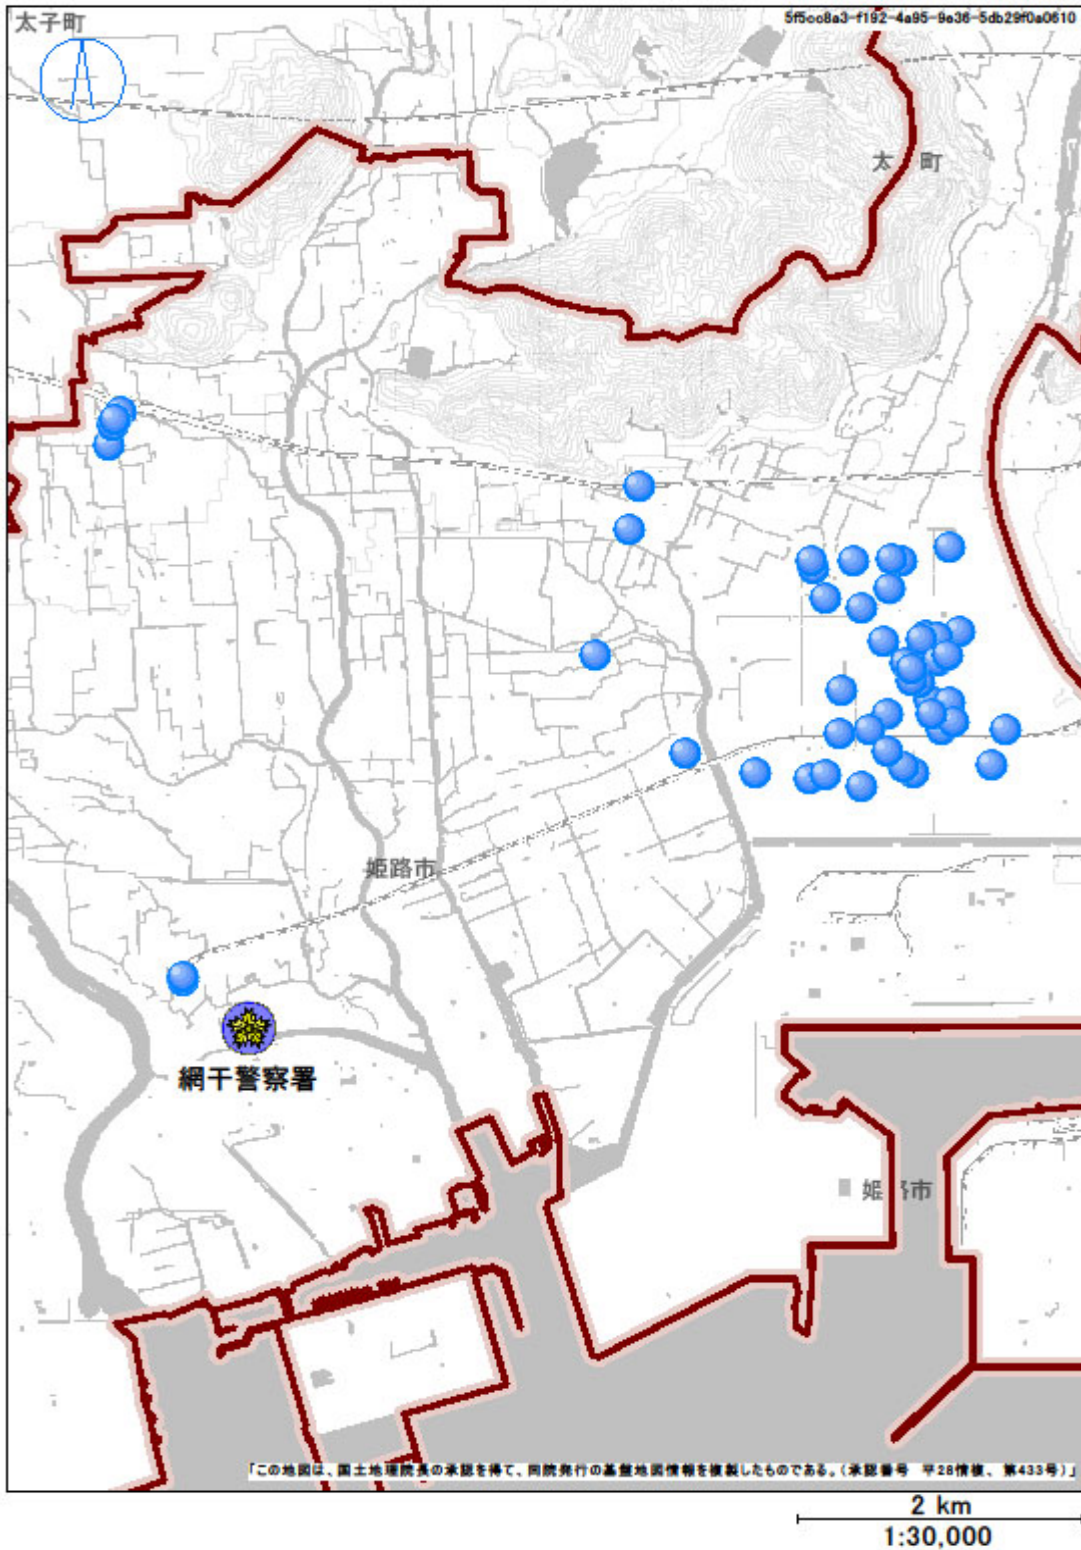 太子町
5f5cc8a3-f192-4a95-9e36-5db29f0a0610
太 町
姫路市
網干警察署
姫路市
「この地図は、国土地理院長の承認を得て、同院発行の基盤地図情報を複製したものである。（承認番号 平28情複、第433号）」
2 km
1:30,000